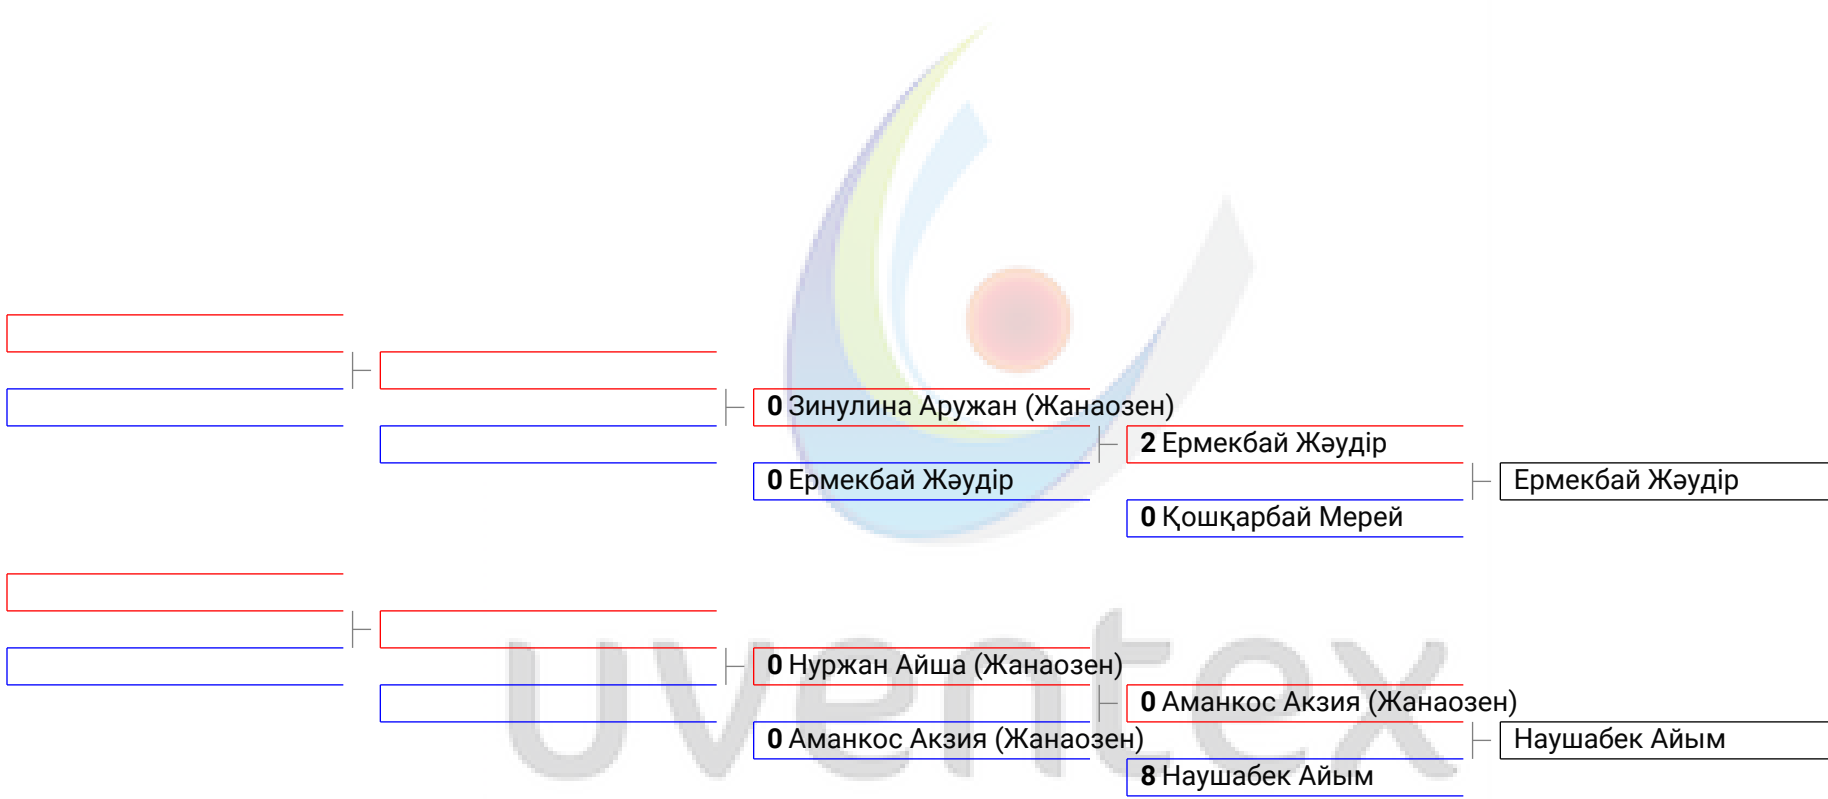 0 Зинулина Аружан (Жанаозен)
2 Ермекбай Жәудір
0 Ермекбай Жәудір
Ермекбай Жәудір
0 Қошқарбай Мерей
0 Нуржан Айша (Жанаозен)
0 Аманкос Акзия (Жанаозен)
0 Аманкос Акзия (Жанаозен)
Наушабек Айым
8 Наушабек Айым
uventex